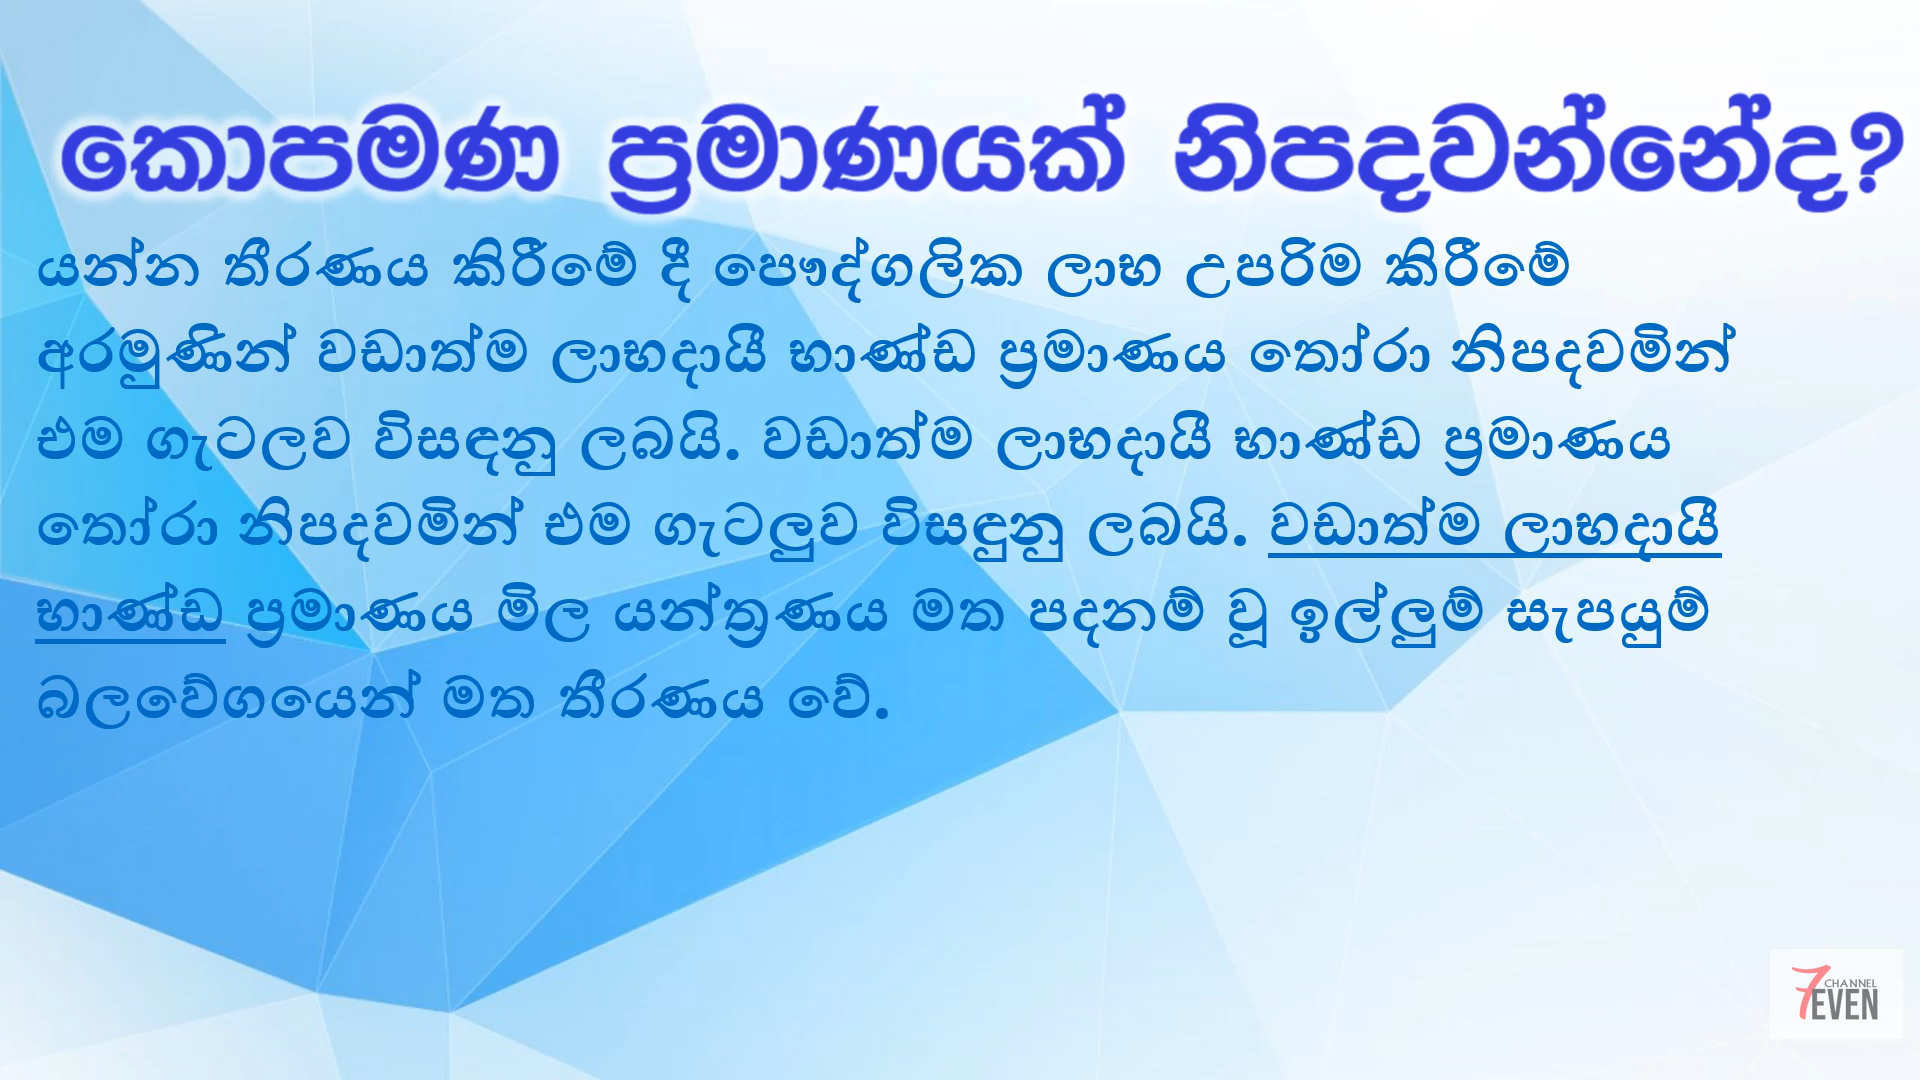 කොපමණ ප්‍රමාණයක් නිපදවන්නේද?
යන්න තීරණය කිරීමේ දී පෞද්ගලික ලාභ උපරිම කිරීමේ
අරමුණින් වඩාත්ම ලාභදායී භාණ්ඩ ප්‍රමාණය තෝරා නිපදවමින්
එම ගැටලව විසඳනු ලබයි. වඩාත්ම ලාභදායී භාණ්ඩ ප්‍රමාණය
තෝරා නිපදවමින් එම ගැටලුව විසඳුනු ලබයි. වඩාත්ම ලාභදායී
භාණ්ඩ ප්‍රමාණය මිල යන්ත්‍රණය මත පදනම් වූ ඉල්ලුම් සැපයුම්
බලවේගයෙන් මත තීරණය වේ.
7 CHANNEL
EVEN